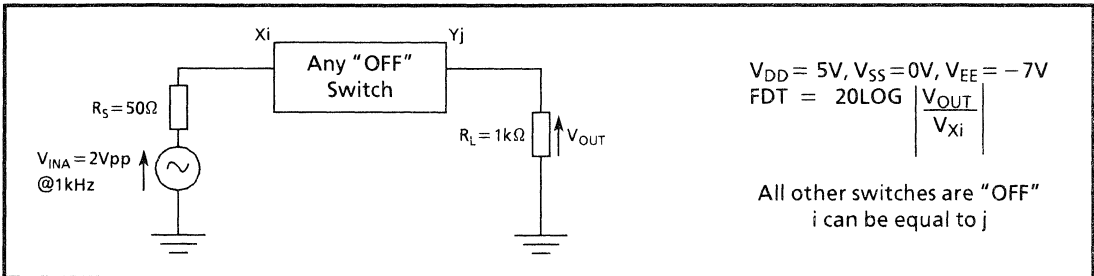 Xi
Yj
Any "OFF"
Switch
RS=50Ω
VINA=2Vpp
@1kHz
RL=1kΩ
VOUT
VDD= 5V, VSS=0V, VEE= –7V
FDT = 20LOG |VOUT
VXi|
All other switches are "OFF"
i can be equal to j